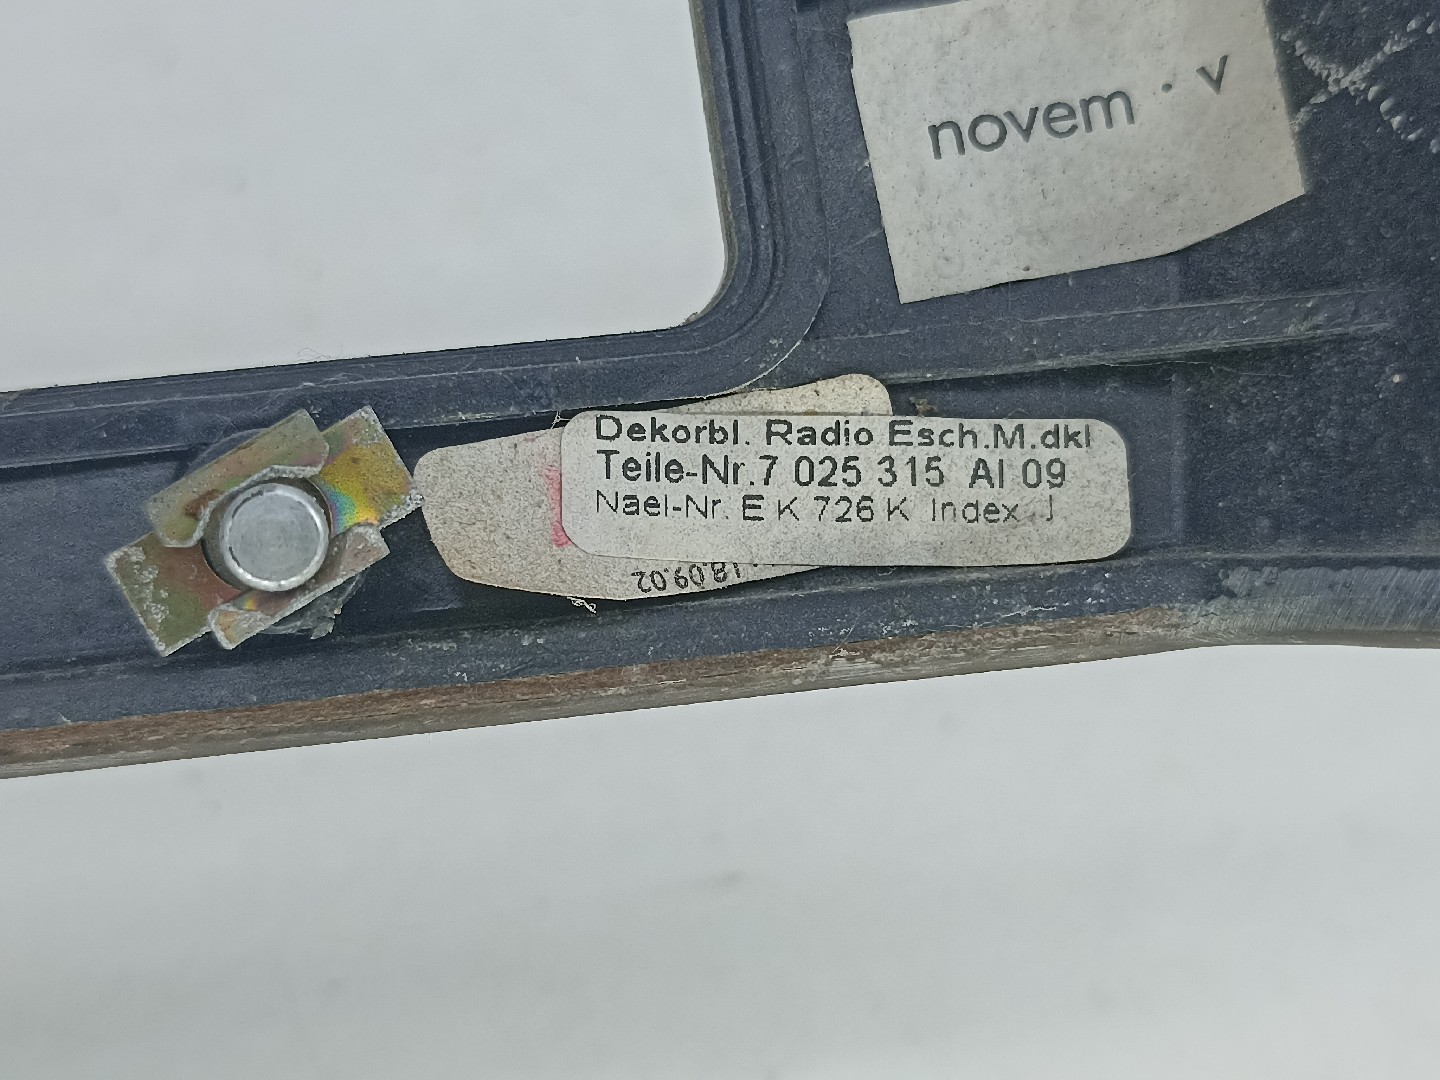 novem · v
Dekorbl. Radio Esch.M.dkl
Teile-Nr.7 025 315 AI 09
Nael-Nr. E K 726 K Index J
18.09.02